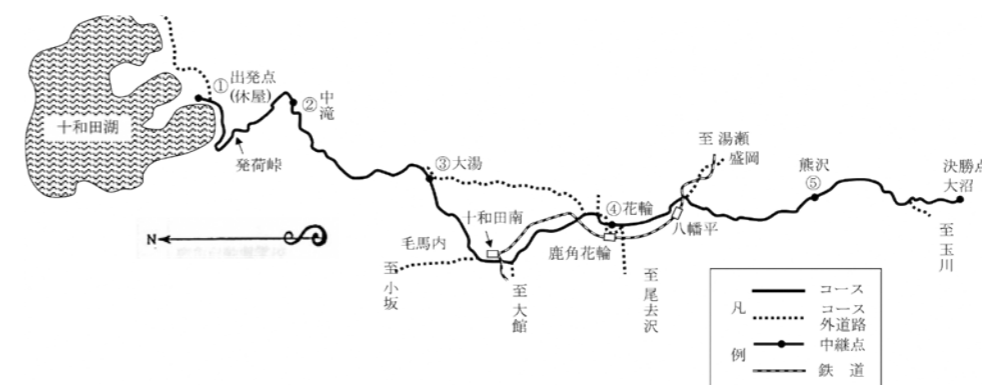 十和田湖
①
出発点
(休屋)
発荷峠
②
中滝
③大湯
十和田南
毛馬内
至小坂
至大館
④花輪
鹿角花輪
至尾去沢
至湯瀬
盛岡
八幡平
熊沢
⑤
決勝点
大沼
至玉川
N
凡例
コース
コース
外道路
中継点
鉄道